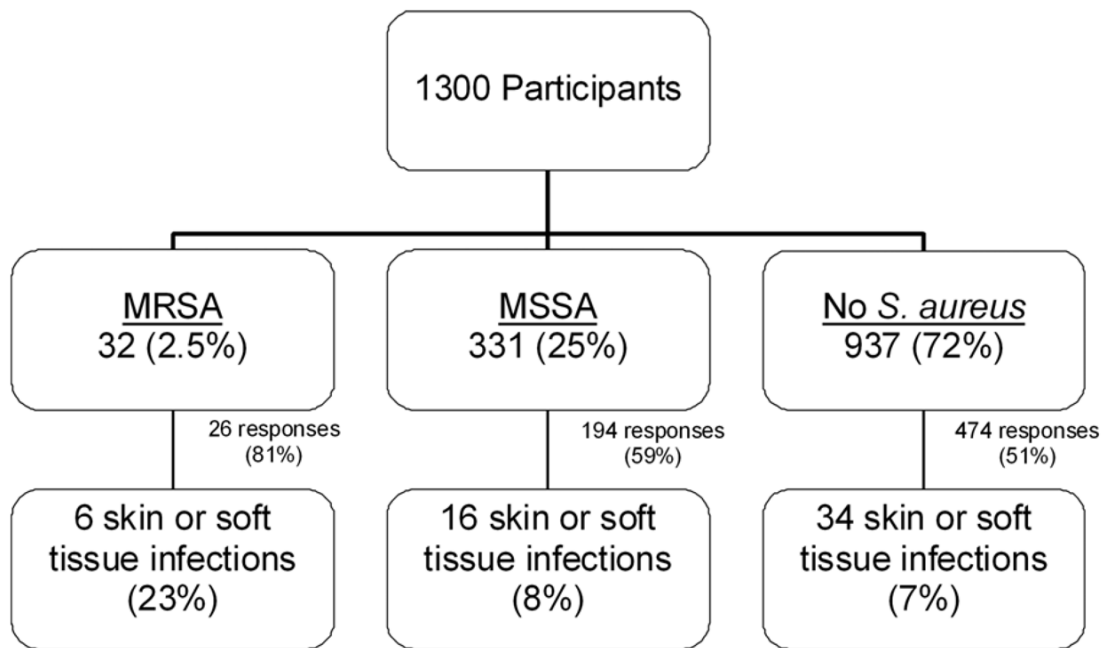 1300 Participants
MRSA
32 (2.5%)
MSSA
331 (25%)
No S. aureus
937 (72%)
26 responses
(81%)
194 responses
(59%)
474 responses
(51%)
6 skin or soft
tissue infections
(23%)
16 skin or soft
tissue infections
(8%)
34 skin or soft
tissue infections
(7%)